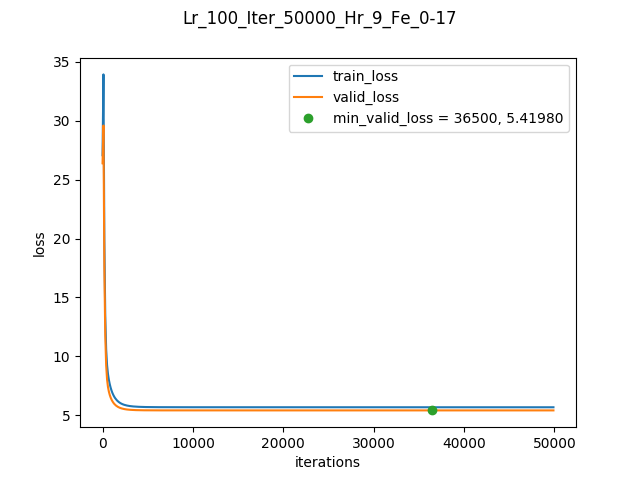 Lr_100_Iter_50000_Hr_9_Fe_0-17
35
30
25
20
15
10
5
loss
train_loss
valid_loss
min_valid_loss = 36500, 5.41980
0 10000 20000 30000 40000 50000
iterations